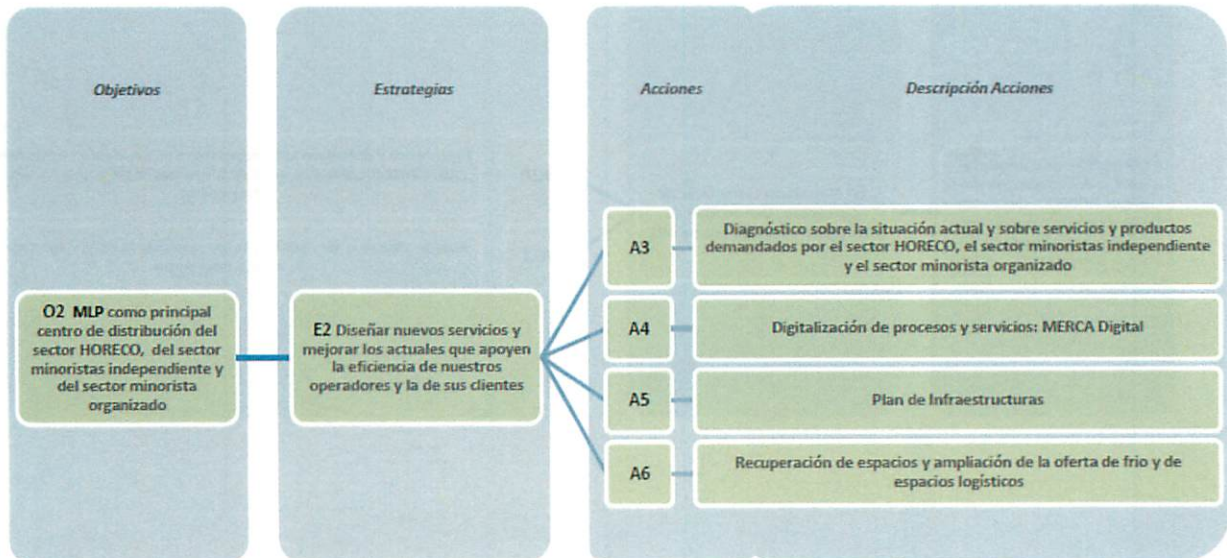 Objetivos
Estrategias
Acciones
Descripción Acciones
O2 MLP como principal
centro de distribución del
sector HORECO, del sector
minoristas independiente y
del sector minorista
organizado
E2 Diseñar nuevos servicios y
mejorar los actuales que apoyen
la eficiencia de nuestros
operadores y la de sus clientes
A3
Diagnóstico sobre la situación actual y sobre servicios y productos
demandados por el sector HORECO, el sector minoristas independiente
y el sector minorista organizado
A4
Digitalización de procesos y servicios: MERCA Digital
A5
Plan de Infraestructuras
A6
Recuperación de espacios y ampliación de la oferta de frio y de
espacios logísticos